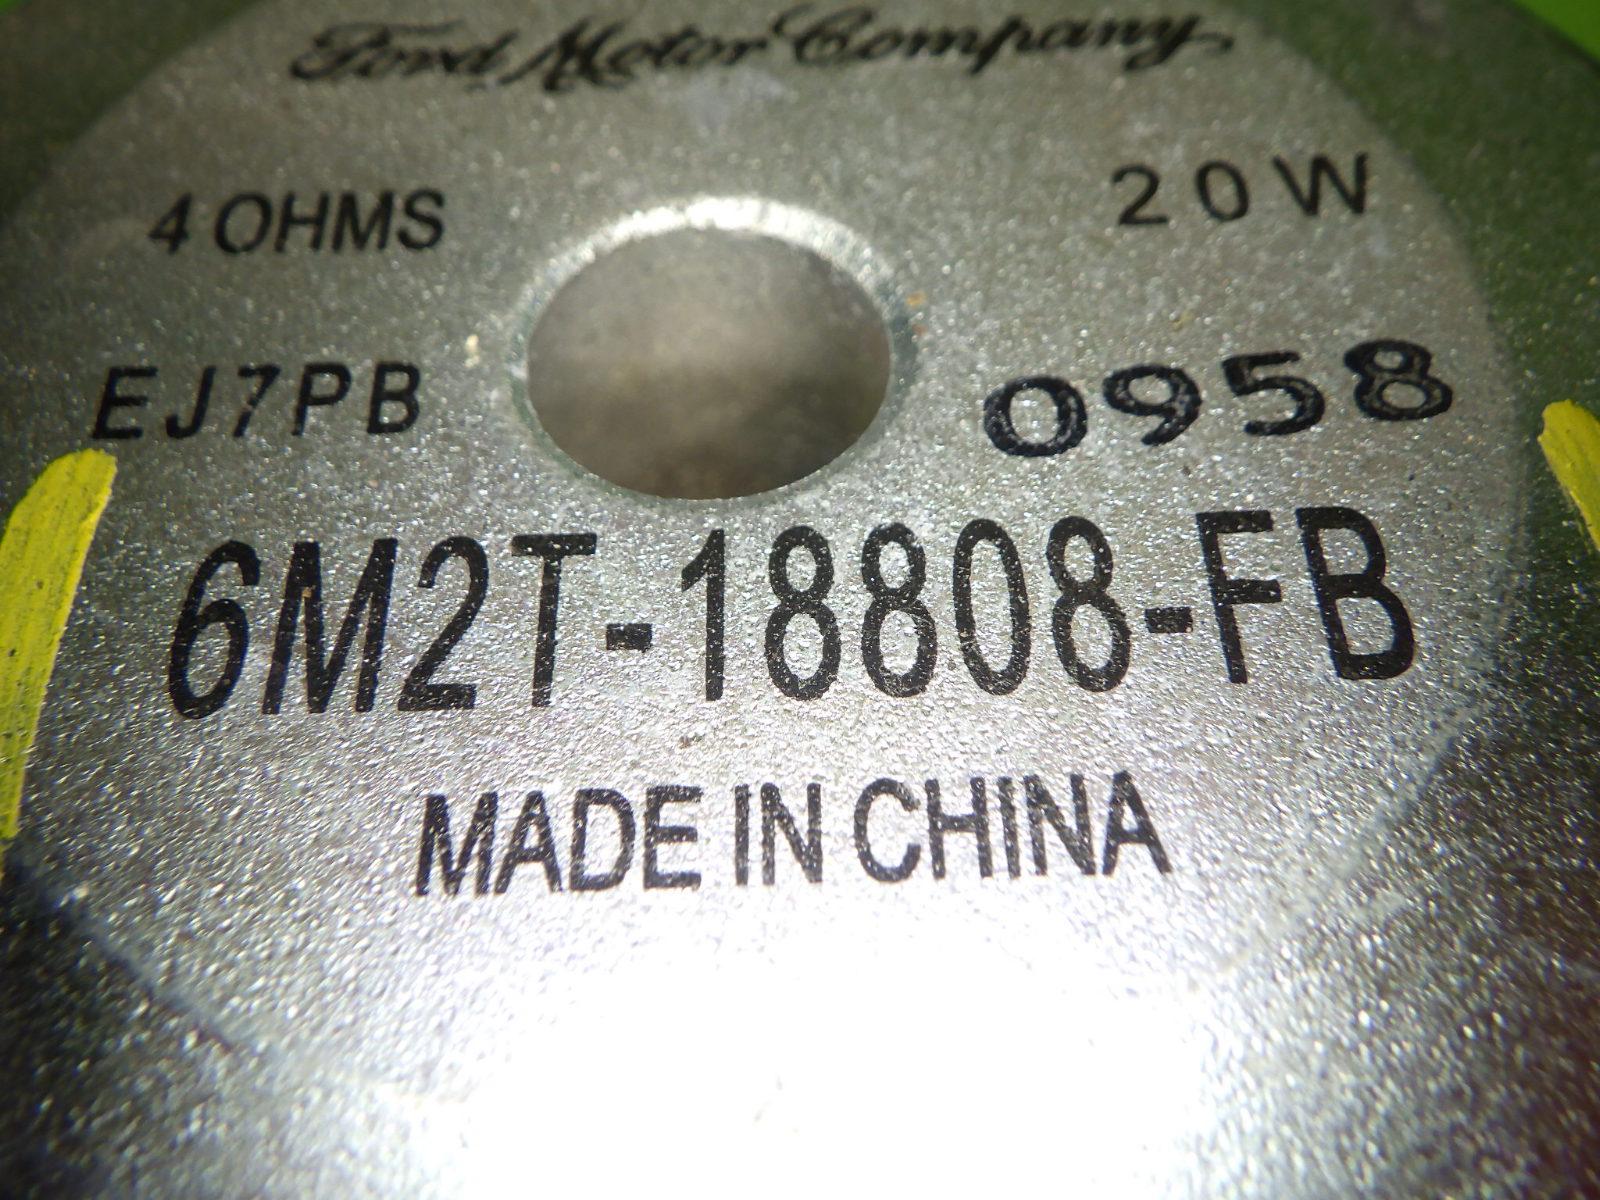 Ford Motor Company
4 OHMS 20W
EJ7PB 0958
6M2T-18808-FB
MADE IN CHINA